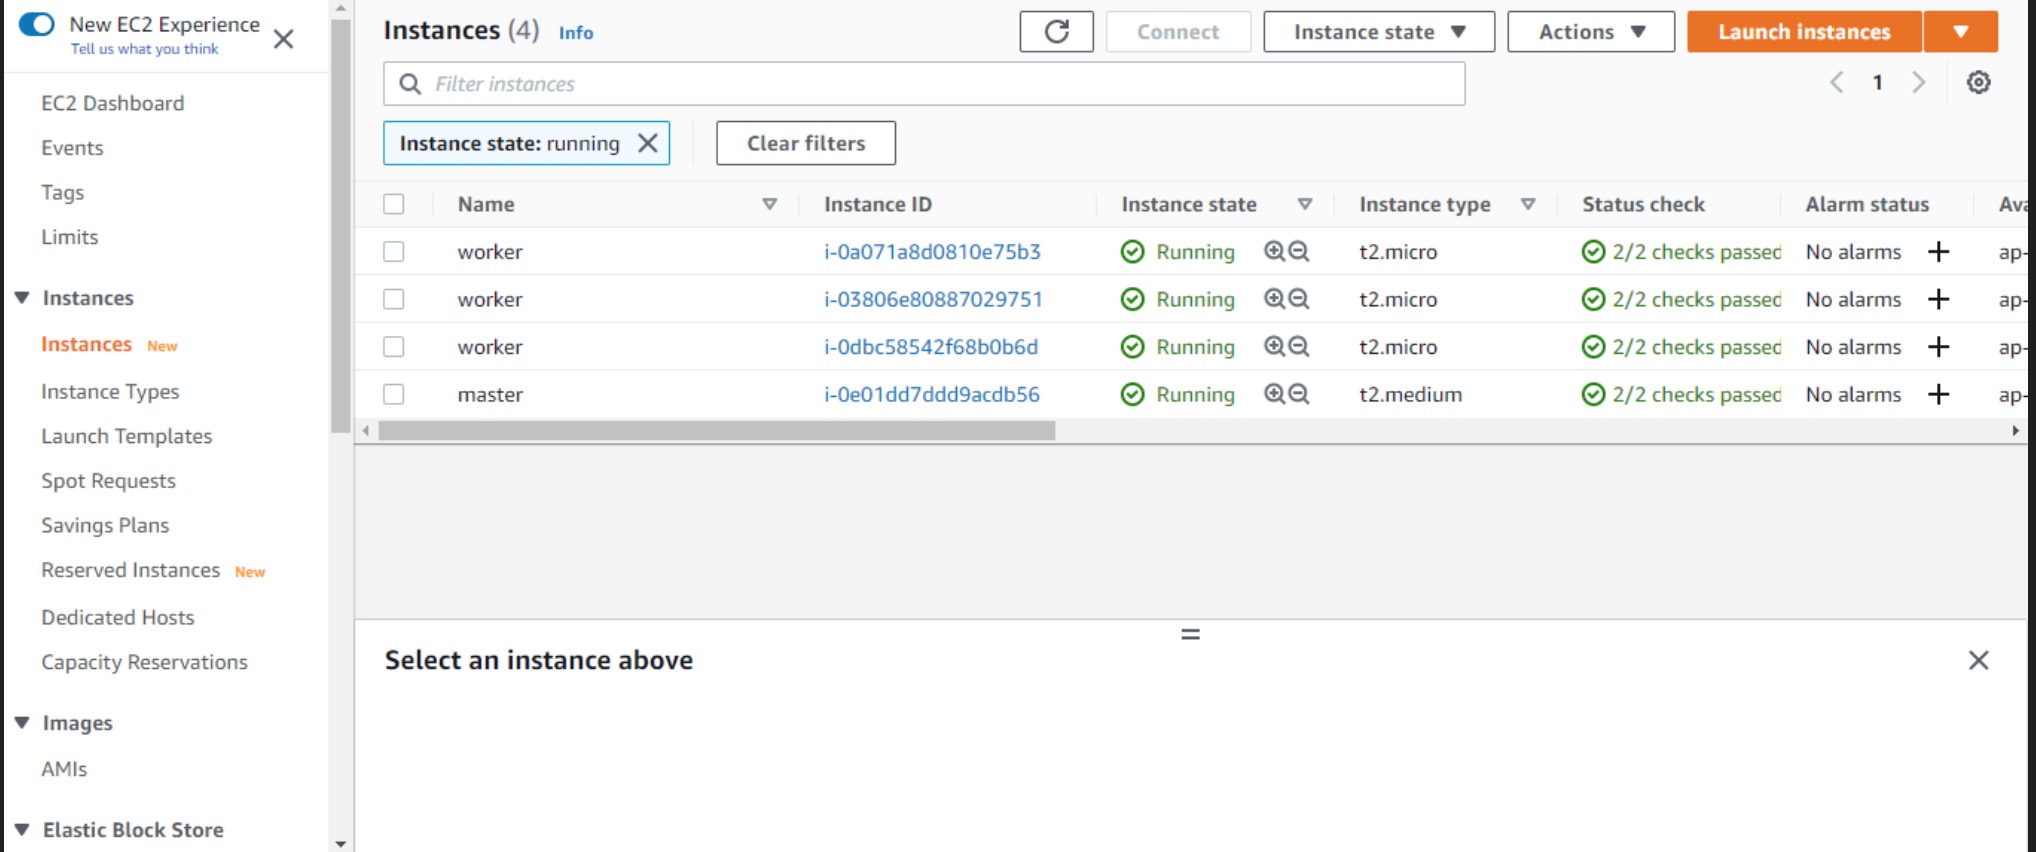 New EC2 Experience
Tell us what you think
EC2 Dashboard
Events
Tags
Limits
Instances
Instances New
Instance Types
Launch Templates
Spot Requests
Savings Plans
Reserved Instances New
Dedicated Hosts
Capacity Reservations
Images
AMIs
Elastic Block Store
Instances (4) Info
Connect
Instance state
Actions
Launch instances
Filter instances
1
Instance state: running
Clear filters
Name Instance ID Instance state Instance type Status check Alarm status Ava
worker i-0a071a8d0810e75b3 Running t2.micro 2/2 checks passed No alarms ap-
worker i-03806e80887029751 Running t2.micro 2/2 checks passed No alarms ap-
worker i-0dbc58542f68b0b6d Running t2.micro 2/2 checks passed No alarms ap-
master i-0e01dd7ddd9acdb56 Running t2.medium 2/2 checks passed No alarms ap-
Select an instance above